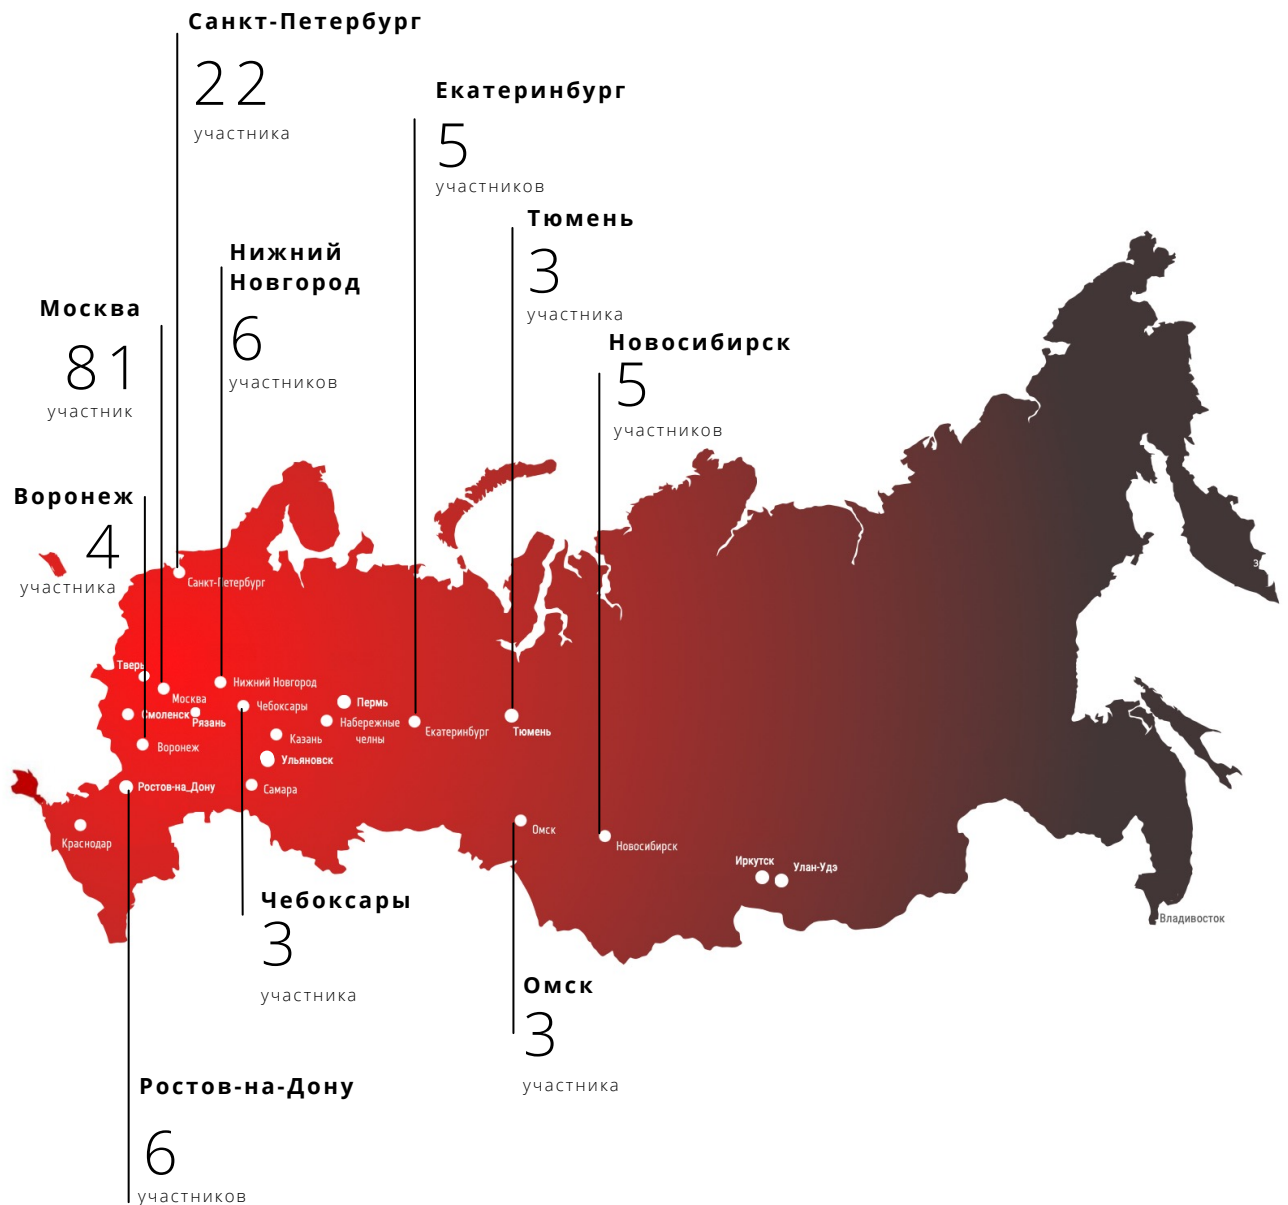 Санкт-Петербург
22
участника
Екатеринбург
5
участников
Тюмень
3
участника
Нижний
Новгород
6
участников
Москва
81
участник
Новосибирск
5
участников
Воронеж
4
участника
З
Санкт-Петербург
Тверь
Нижний Новгород
Москва
Чебоксары
Пермь
Смоленск
Рязань
Набережные
челны
Екатеринбург
Тюмень
Казань
Воронеж
Ульяновск
Ростов-на_Дону
Самара
Краснодар
Омск
Новосибирск
Иркутск
Улан-Удэ
Владивосток
Чебоксары
3
участника
Омск
3
участника
Ростов-на-Дону
6
участников